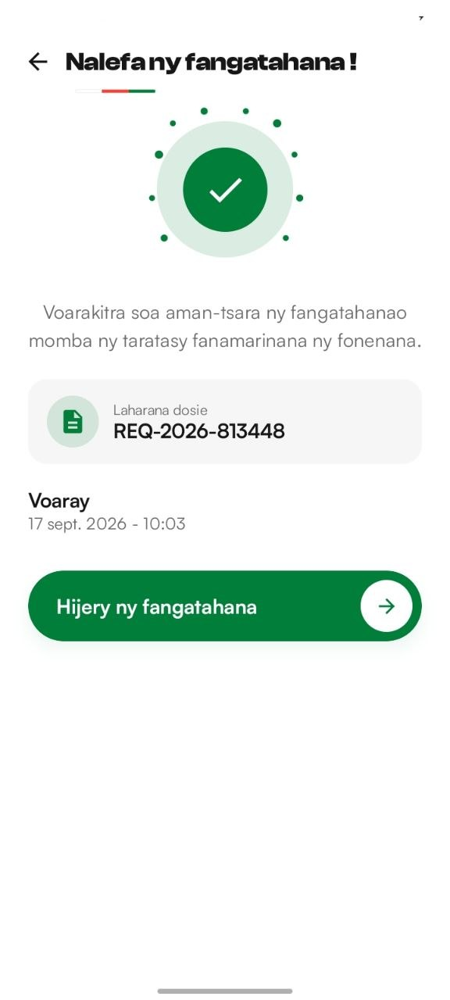 Nalefa ny fangatahana !
Voarakitra soa aman-tsara ny fangatahanao
momba ny taratasy fanamarinana ny fonenana.
Laharana dosie
REQ-2026-813448
Voaray
17 sept. 2026 - 10:03
Hijery ny fangatahana